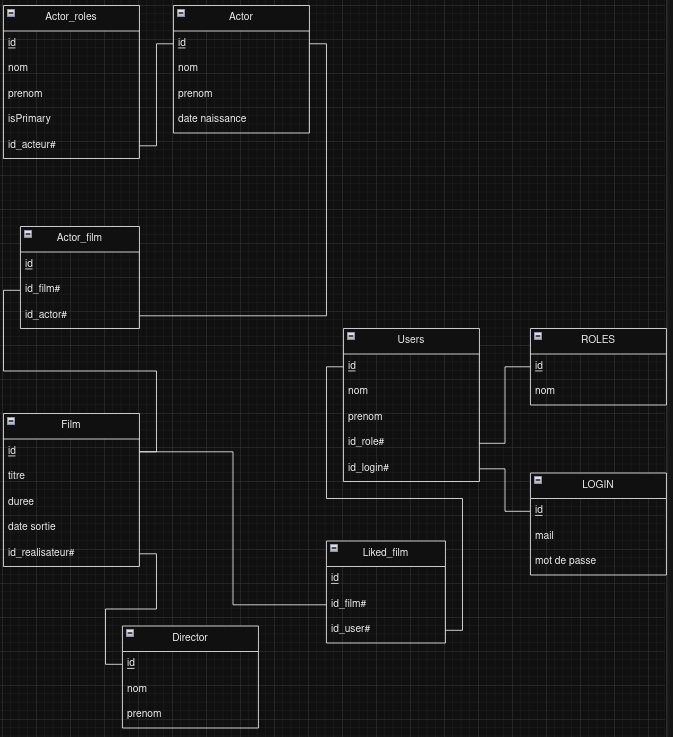 Actor_roles
id
nom
prenom
isPrimary
id_acteur#
Actor
id
nom
prenom
date naissance
Actor_film
id
id_film#
id_actor#
Users
id
nom
prenom
id_role#
id_login#
ROLES
id
nom
Film
id
titre
duree
date sortie
id_realisateur#
LOGIN
id
mail
mot de passe
Liked_film
id
id_film#
id_user#
Director
id
nom
prenom